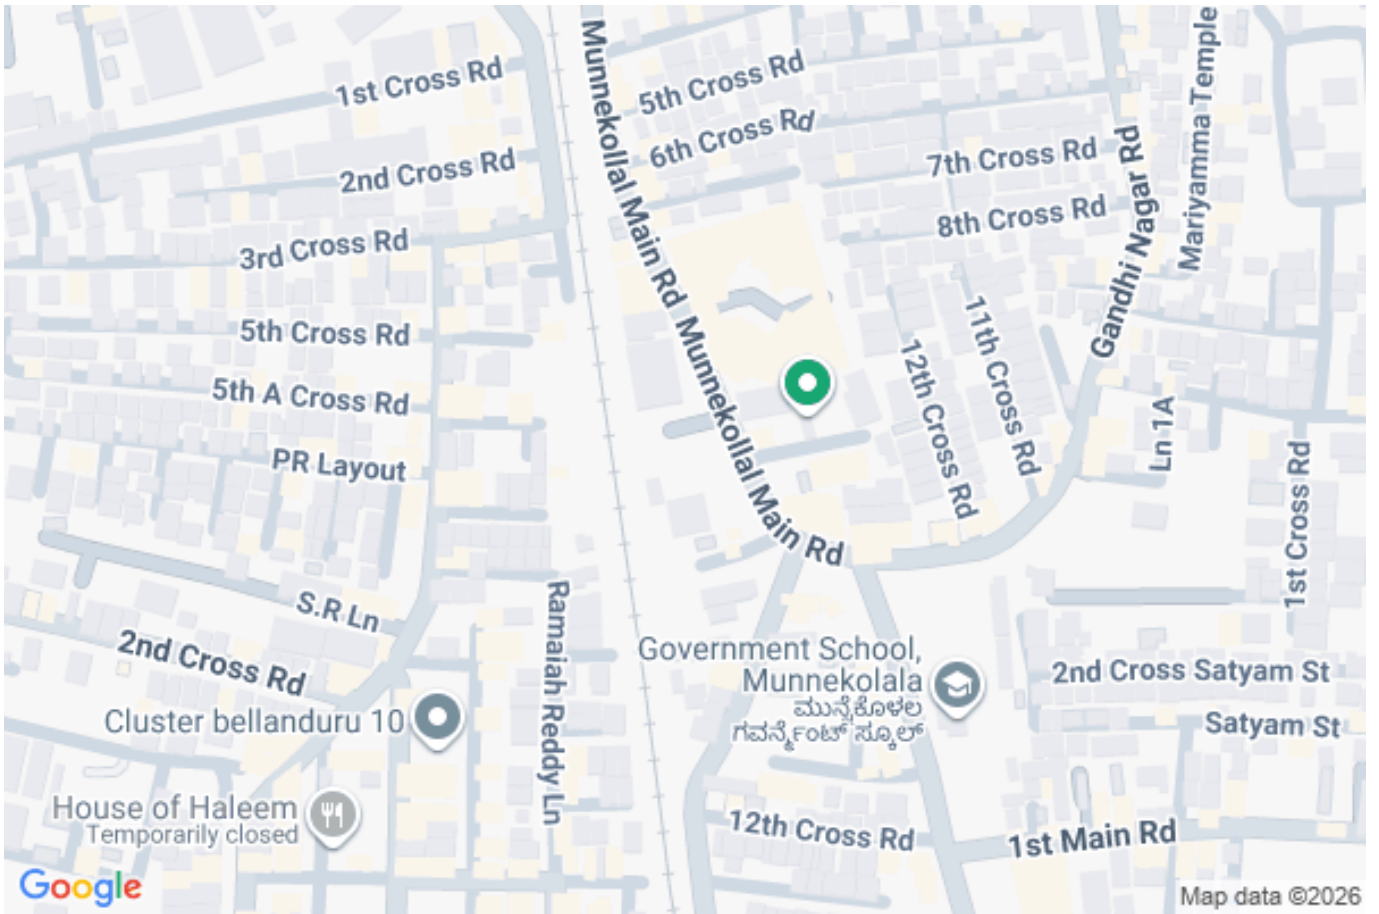 1st Cross Rd
2nd Cross Rd
3rd Cross Rd
5th Cross Rd
5th A Cross Rd
PR Layout
S.R Ln
2nd Cross Rd
Cluster bellanduru 10
House of Haleem
Temporarily closed
Ramaiah Reddy Ln
Munnekollal Main Rd
Munnekollal Main Rd
5th Cross Rd
6th Cross Rd
7th Cross Rd
8th Cross Rd
11th Cross Rd
12th Cross Rd
Gandhi Nagar Rd
Mariyamma Temple
Ln 1A
1st Cross Rd
Government School,
Munnekolala
ಮುನ್ನೆಕೊಳಲ
ಗವರ್ನ್ಮೆಂಟ್ ಸ್ಕೂಲ್
2nd Cross Satyam St
Satyam St
12th Cross Rd
1st Main Rd
Google
Map data ©2026